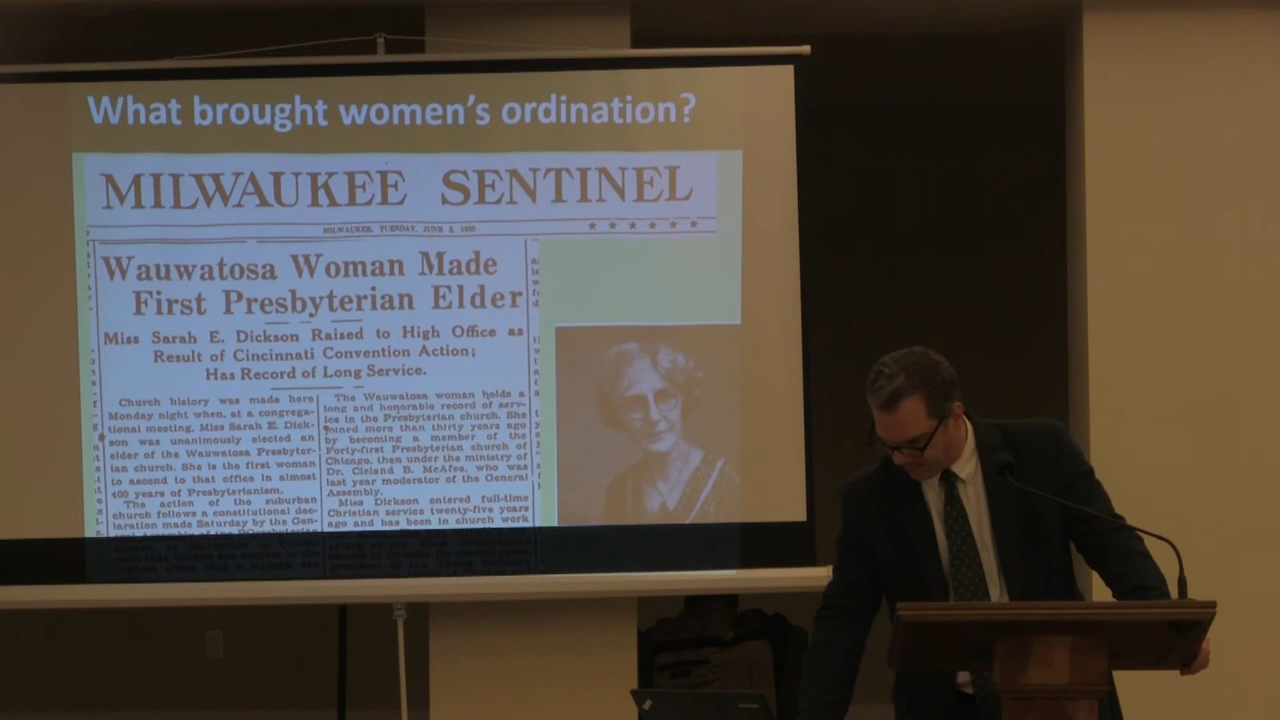 What brought women's ordination?
MILWAUKEE SENTINEL
MILWAUKEE, TUESDAY, JUNE 3, 1930
Wauwatosa Woman Made
First Presbyterian Elder
Miss Sarah E. Dickson Raised to High Office as
Result of Cincinnati Convention Action;
Has Record of Long Service.
Church history was made here
Monday night when, at a congrega-
tional meeting, Miss Sarah E. Dick-
son was unanimously elected an
elder of the Wauwatosa Presbyter-
ian church. She is the first woman
to ascend to that office in almost
400 years of Presbyterianism.
The action of the suburban
church follows a constitutional dec-
laration made Saturday by the Gen-
The Wauwatosa woman holds a
long and honorable record of serv-
ice in the Presbyterian church. She
joined more than thirty years ago
by becoming a member of the
Forty-first Presbyterian church of
Chicago, then under the ministry of
Dr. Cleland B. McAfee, who was
last year moderator of the General
Assembly.
Miss Dickson entered full-time
Christian service twenty-five years
ago and has been in church work